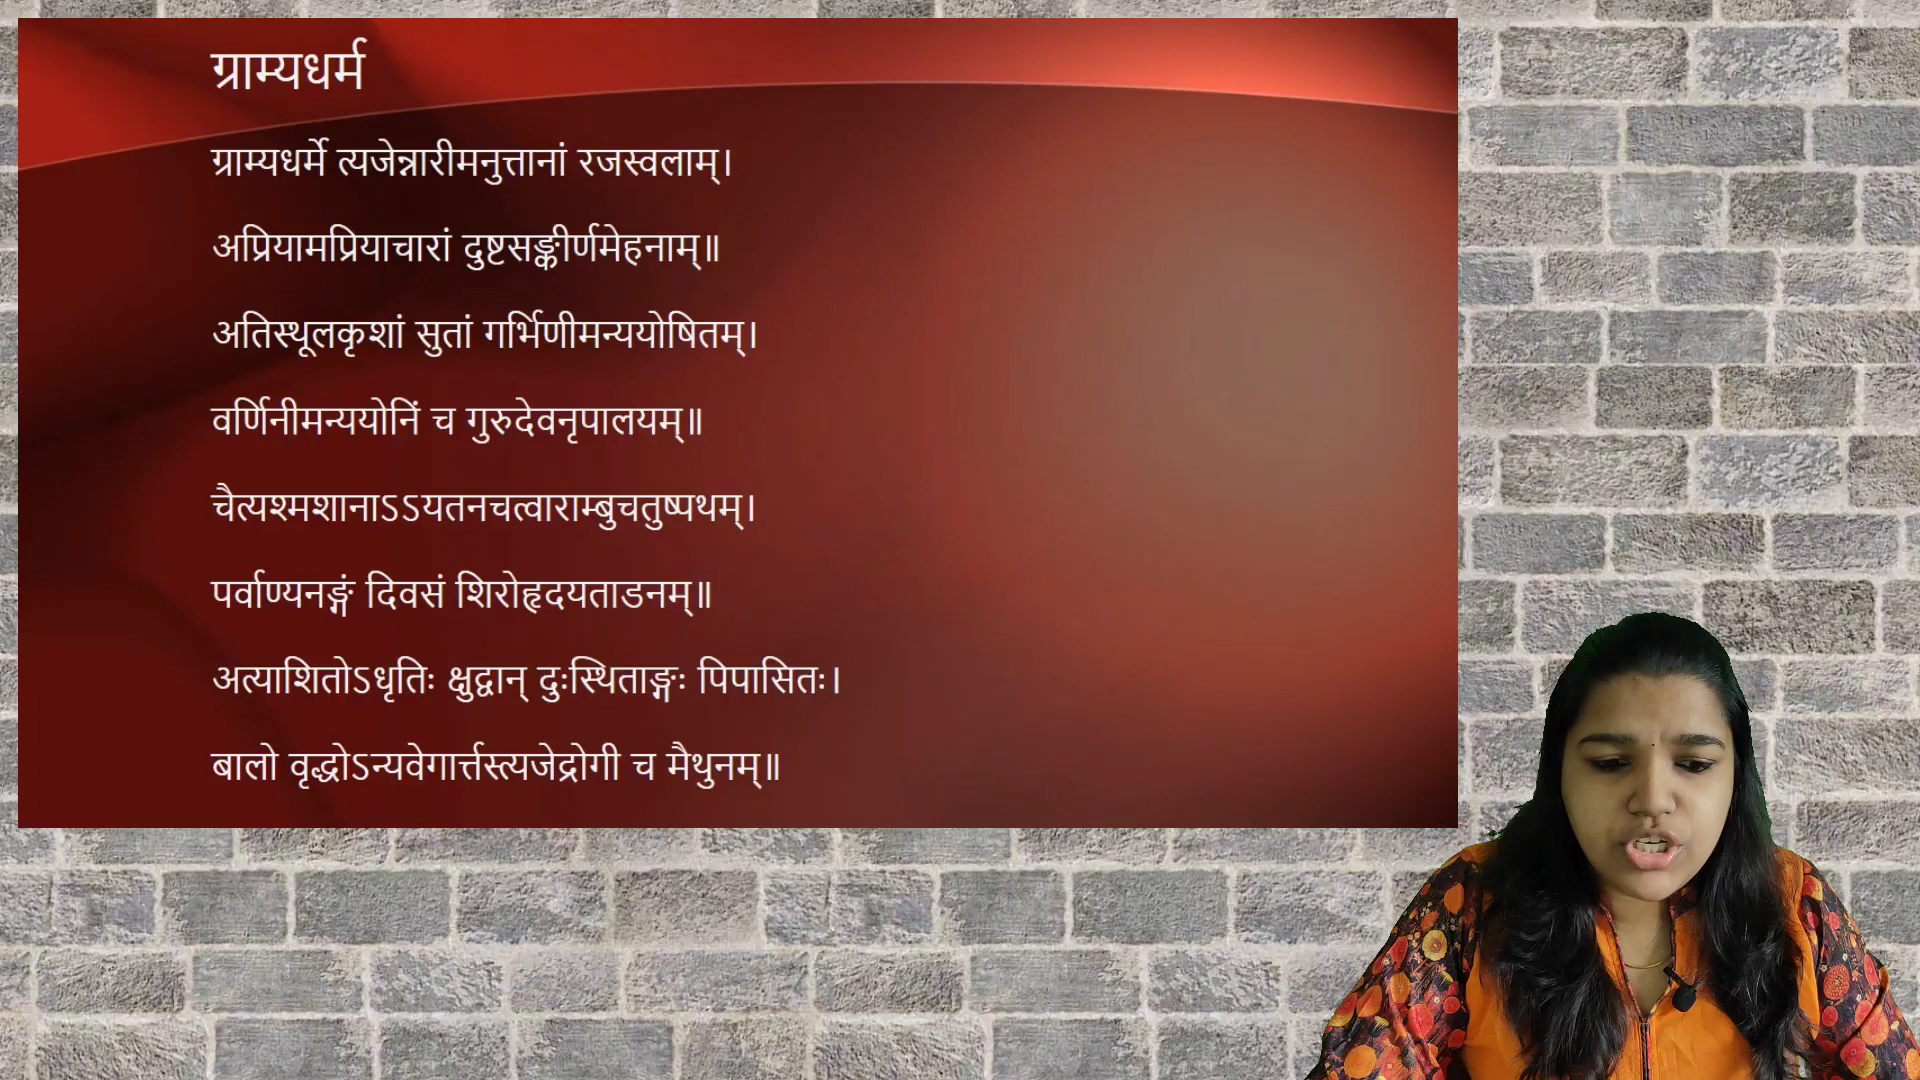 ग्राम्यधर्म
ग्राम्यधर्मे त्यजेन्नारीमनुत्तानां रजस्वलाम्।
अप्रियामप्रियाचारां दुष्टसङ्कीर्णमेहनाम्॥
अतिस्थूलकृशां सुतां गर्भिणीमन्ययोषितम्।
वर्णिनीमन्ययोनिं च गुरुदेवनृपालयम्॥
चैत्यश्मशानाऽऽयतनचत्वाराम्बुचतुष्पथम्।
पर्वाण्यनङ्गं दिवसं शिरोहृदयताडनम्॥
अत्याशितोऽधृतिः क्षुद्वान् दुःस्थिताङ्गः पिपासितः।
बालो वृद्धोऽन्यवेगार्त्तस्त्यजेद्रोगी च मैथुनम्॥